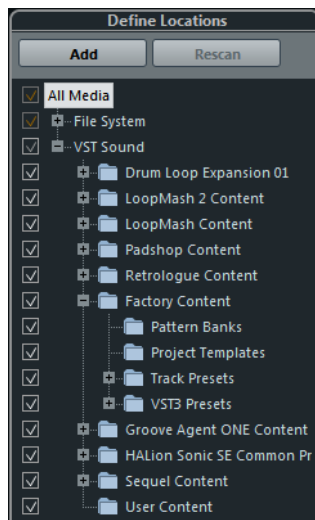 Define Locations
Add Rescan
All Media
File System
VST Sound
Drum Loop Expansion 01
LoopMash 2 Content
LoopMash Content
Padshop Content
Retrologue Content
Factory Content
Pattern Banks
Project Templates
Track Presets
VST3 Presets
Groove Agent ONE Content
HALion Sonic SE Common Pr
Sequel Content
User Content